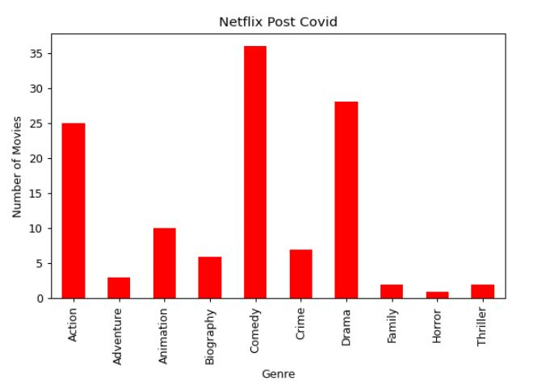 Netflix Post Covid
Number of Movies
35
30
25
20
15
10
5
0
Action
Adventure
Animation
Biography
Comedy
Crime
Drama
Family
Horror
Thriller
Genre